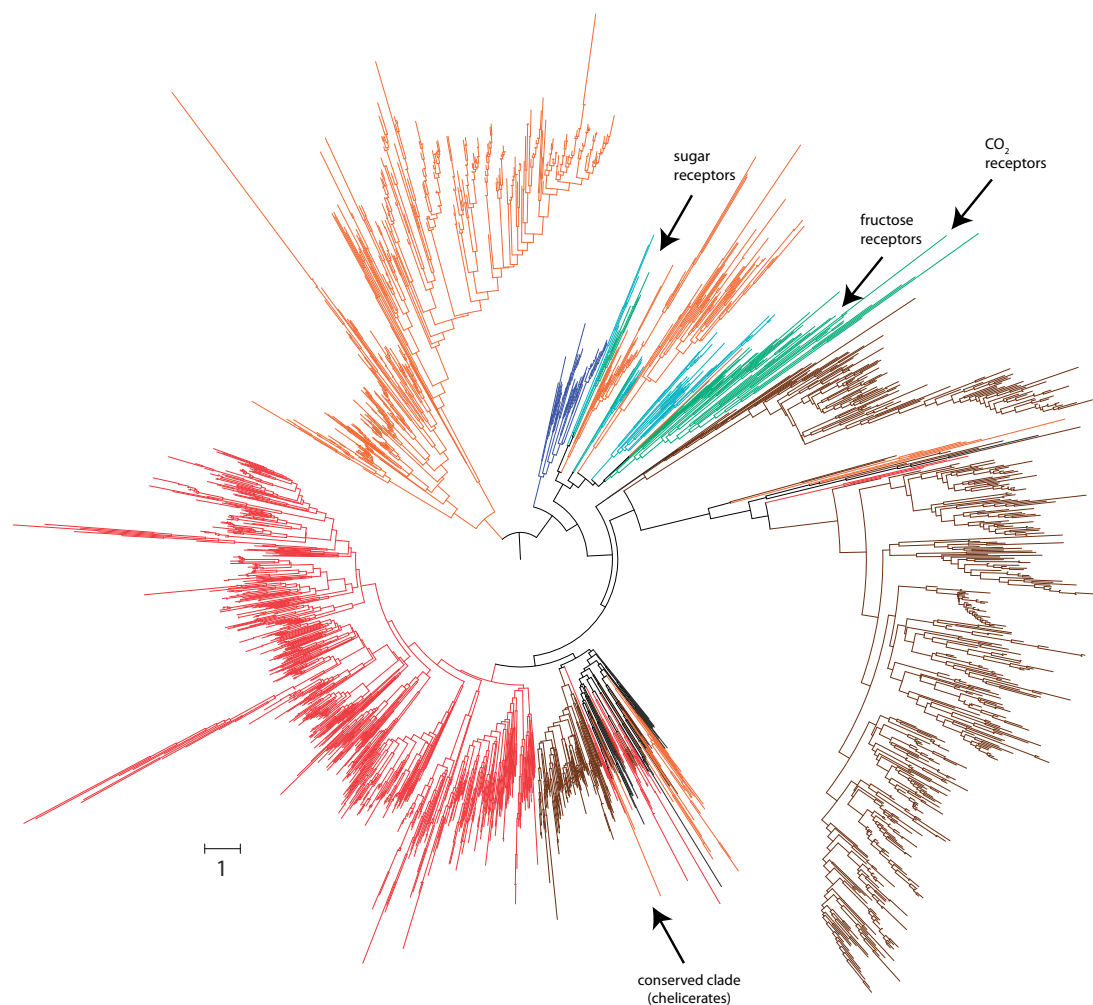 CO₂
receptors
sugar
receptors
fructose
receptors
1
conserved clade
(chelicerates)